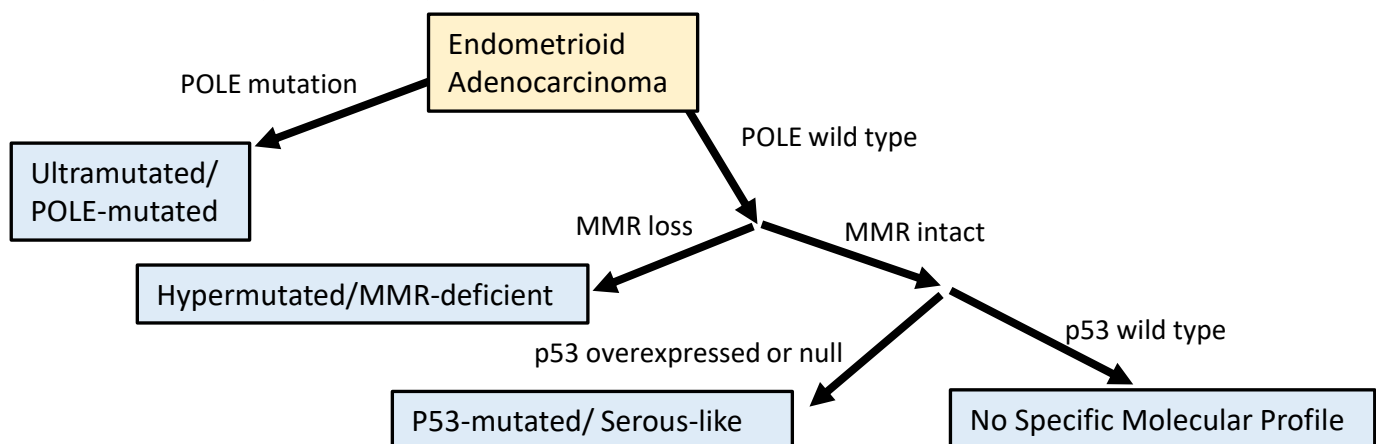 Endometrioid
Adenocarcinoma
POLE mutation
POLE wild type
Ultramutated/
POLE-mutated
MMR loss
MMR intact
Hypermutated/MMR-deficient
p53 wild type
p53 overexpressed or null
P53-mutated/ Serous-like
No Specific Molecular Profile